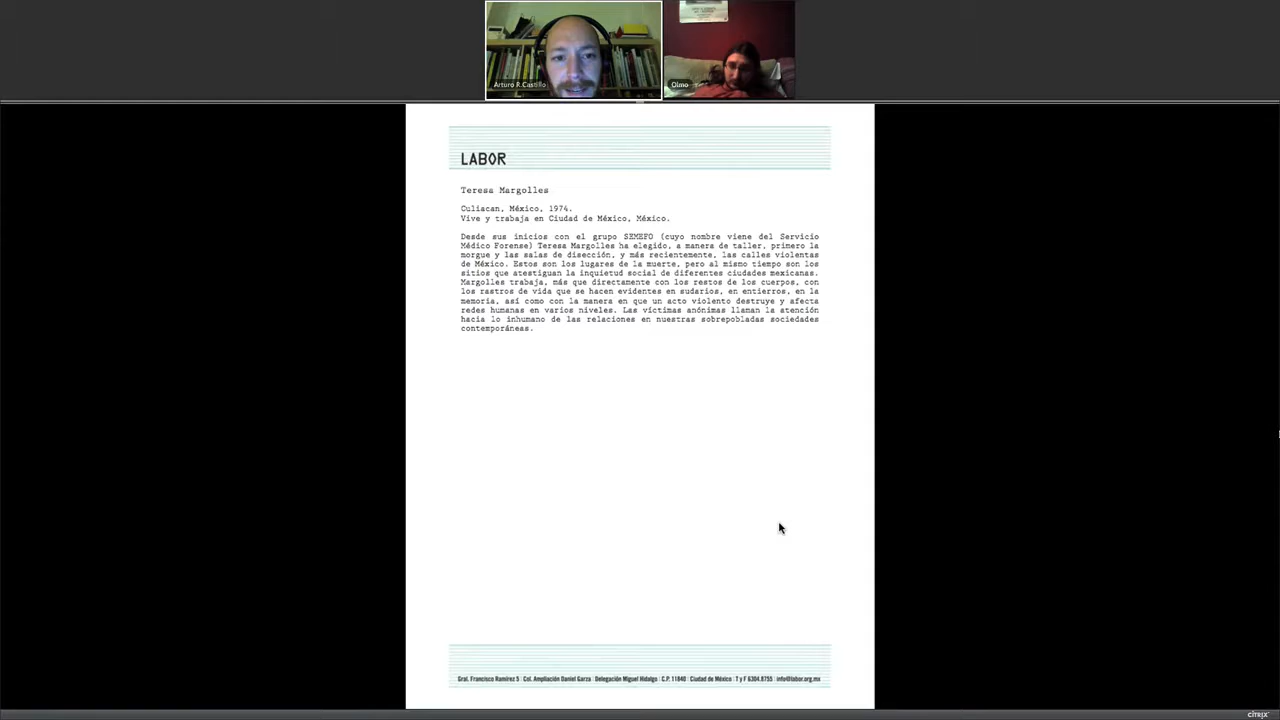 Arturo R.Castillo
Olmo
LABOR
Teresa Margolles
Culiacan, México, 1974.
Vive y trabaja en Ciudad de México, México.
Desde sus inicios con el grupo SEMEFO (cuyo nombre viene del Servicio
Médico Forense) Teresa Margolles ha elegido, a manera de taller, primero la
morgue y las salas de disección, y más recientemente, las calles violentas
de México. Estos son los lugares de la muerte, pero al mismo tiempo son los
sitios que atestiguan la inquietud social de diferentes ciudades mexicanas.
Margolles trabaja, más que directamente con los restos de los cuerpos, con
los rastros de vida que se hacen evidentes en sudarios, en entierros, en la
memoria, así como con la manera en que un acto violento destruye y afecta
redes humanas en varios niveles. Las víctimas anónimas llaman la atención
hacia lo inhumano de las relaciones en nuestras sobrepobladas sociedades
contemporáneas.
Gral. Francisco Ramírez 5 | Col. Ampliación Daniel Garza | Delegación Miguel Hidalgo | C.P. 11840 | Ciudad de México | T y F 6304.8755 | info@labor.org.mx
CITRIX